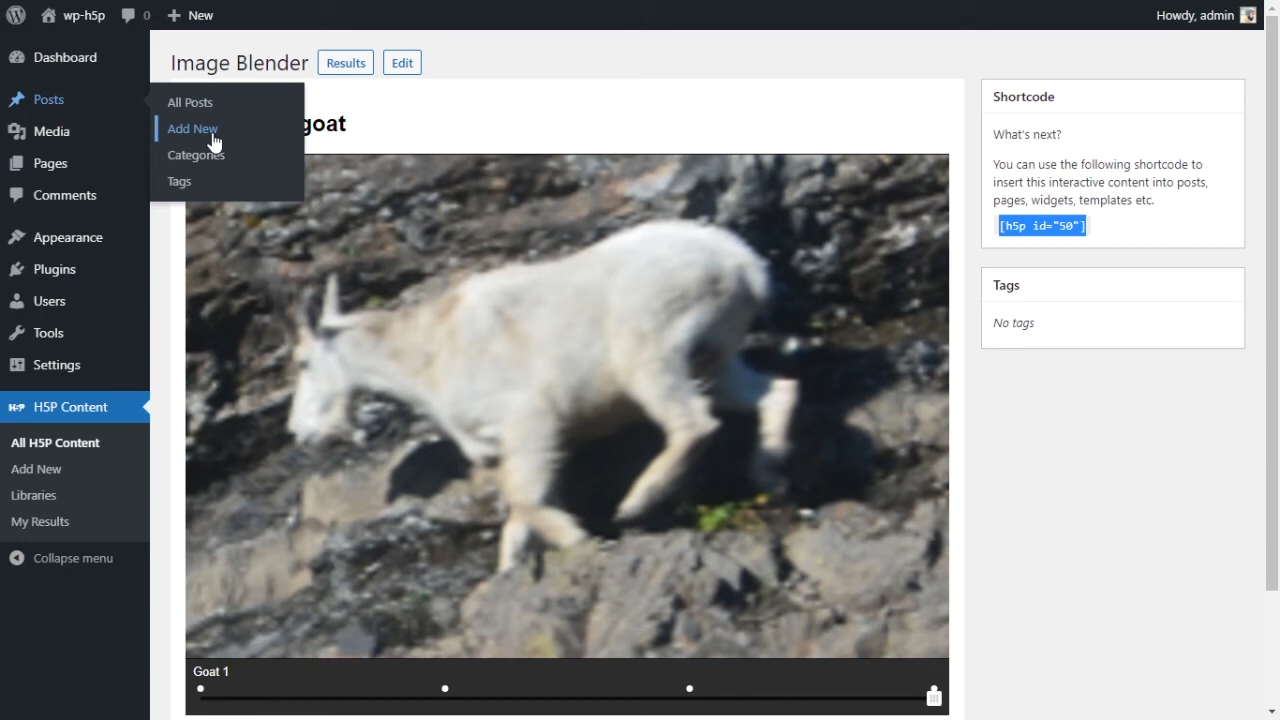 wp-h5p
0
New
Howdy, admin
Dashboard
Posts
Media
Pages
Comments
Appearance
Plugins
Users
Tools
Settings
H5P
H5P Content
All H5P Content
Add New
Libraries
My Results
Collapse menu
All Posts
Add New
Categories
Tags
Image Blender
Results
Edit
goat
Goat 1
Shortcode
What's next?
You can use the following shortcode to
insert this interactive content into posts,
pages, widgets, templates etc.
[h5p id="50"]
Tags
No tags